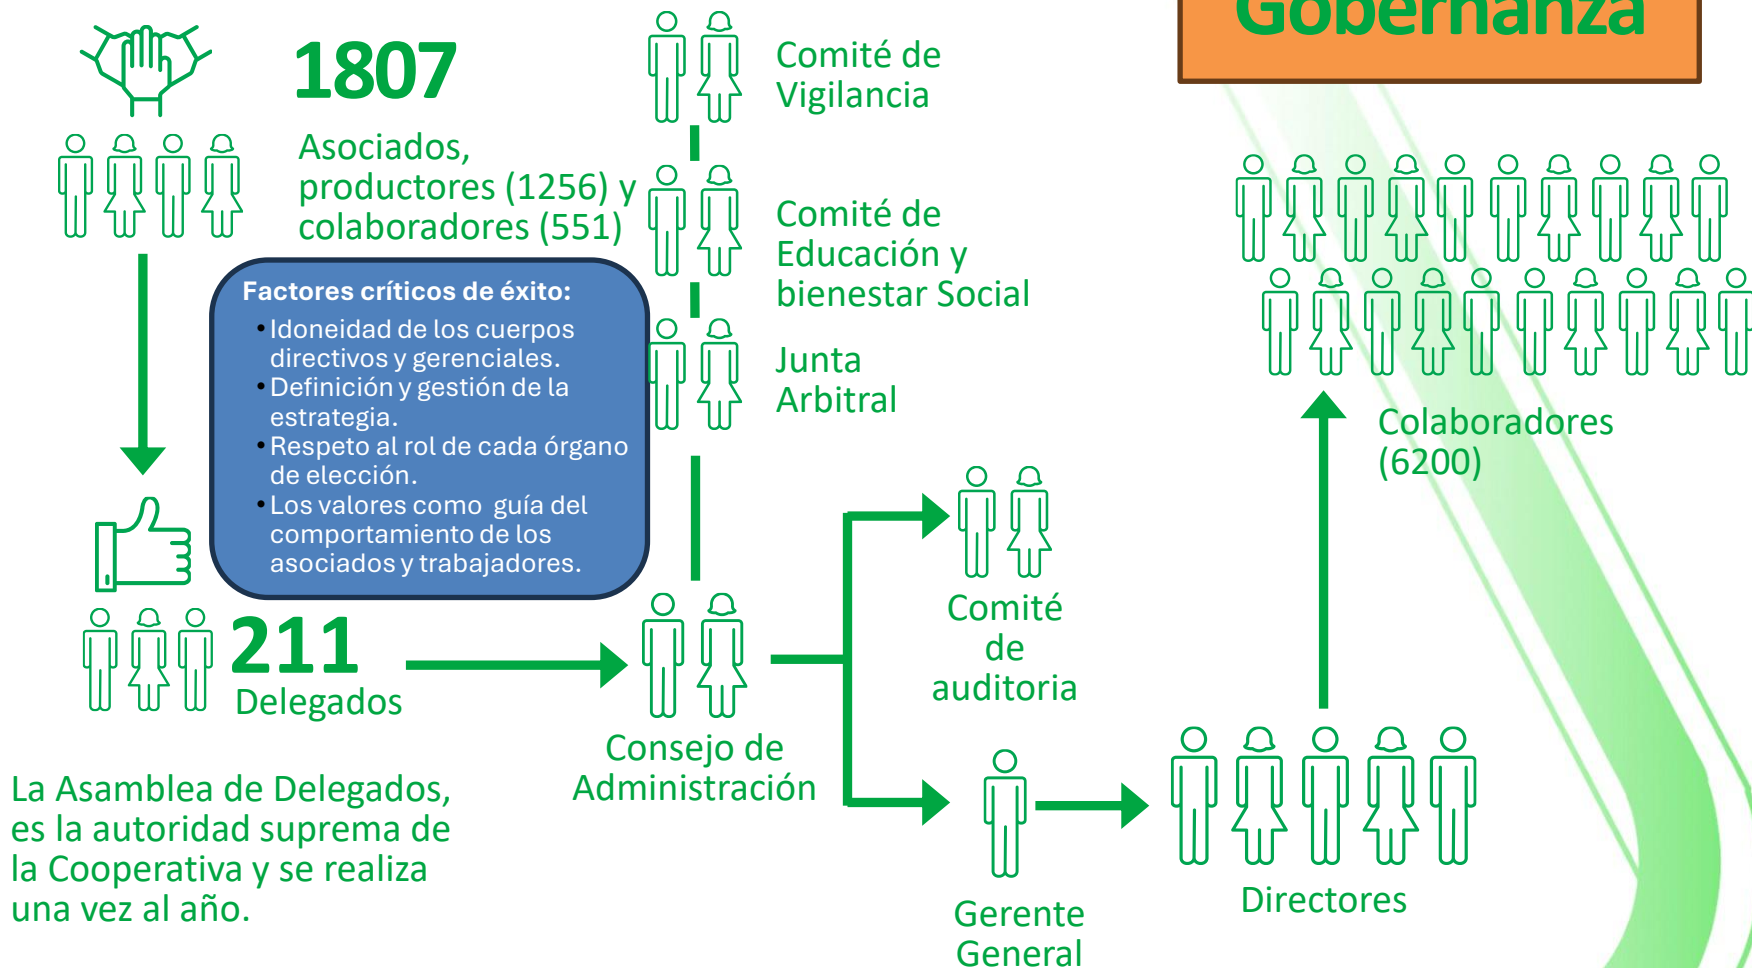 Gobernanza
1807
Asociados,
productores (1256) y
colaboradores (551)
Factores críticos de éxito:
•Idoneidad de los cuerpos
directivos y gerenciales.
•Definición y gestión de la
estrategia.
•Respeto al rol de cada órgano
de elección.
•Los valores como guía del
comportamiento de los
asociados y trabajadores.
211
Delegados
La Asamblea de Delegados,
es la autoridad suprema de
la Cooperativa y se realiza
una vez al año.
Comité de
Vigilancia
Comité de
Educación y
bienestar Social
Junta
Arbitral
Consejo de
Administración
Comité
de
auditoria
Gerente
General
Directores
Colaboradores
(6200)